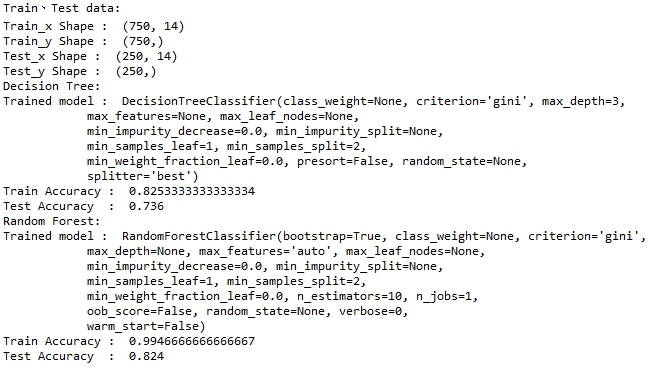 Train、Test data:
Train_x Shape :  (750, 14)
Train_y Shape :  (750,)
Test_x Shape :  (250, 14)
Test_y Shape :  (250,)
Decision Tree:
Trained model :  DecisionTreeClassifier(class_weight=None, criterion='gini', max_depth=3,
            max_features=None, max_leaf_nodes=None,
            min_impurity_decrease=0.0, min_impurity_split=None,
            min_samples_leaf=1, min_samples_split=2,
            min_weight_fraction_leaf=0.0, presort=False, random_state=None,
            splitter='best')
Train Accuracy :  0.8253333333333334
Test Accuracy  :  0.736
Random Forest:
Trained model :  RandomForestClassifier(bootstrap=True, class_weight=None, criterion='gini',
            max_depth=None, max_features='auto', max_leaf_nodes=None,
            min_impurity_decrease=0.0, min_impurity_split=None,
            min_samples_leaf=1, min_samples_split=2,
            min_weight_fraction_leaf=0.0, n_estimators=10, n_jobs=1,
            oob_score=False, random_state=None, verbose=0,
            warm_start=False)
Train Accuracy :  0.9946666666666667
Test Accuracy  :  0.824